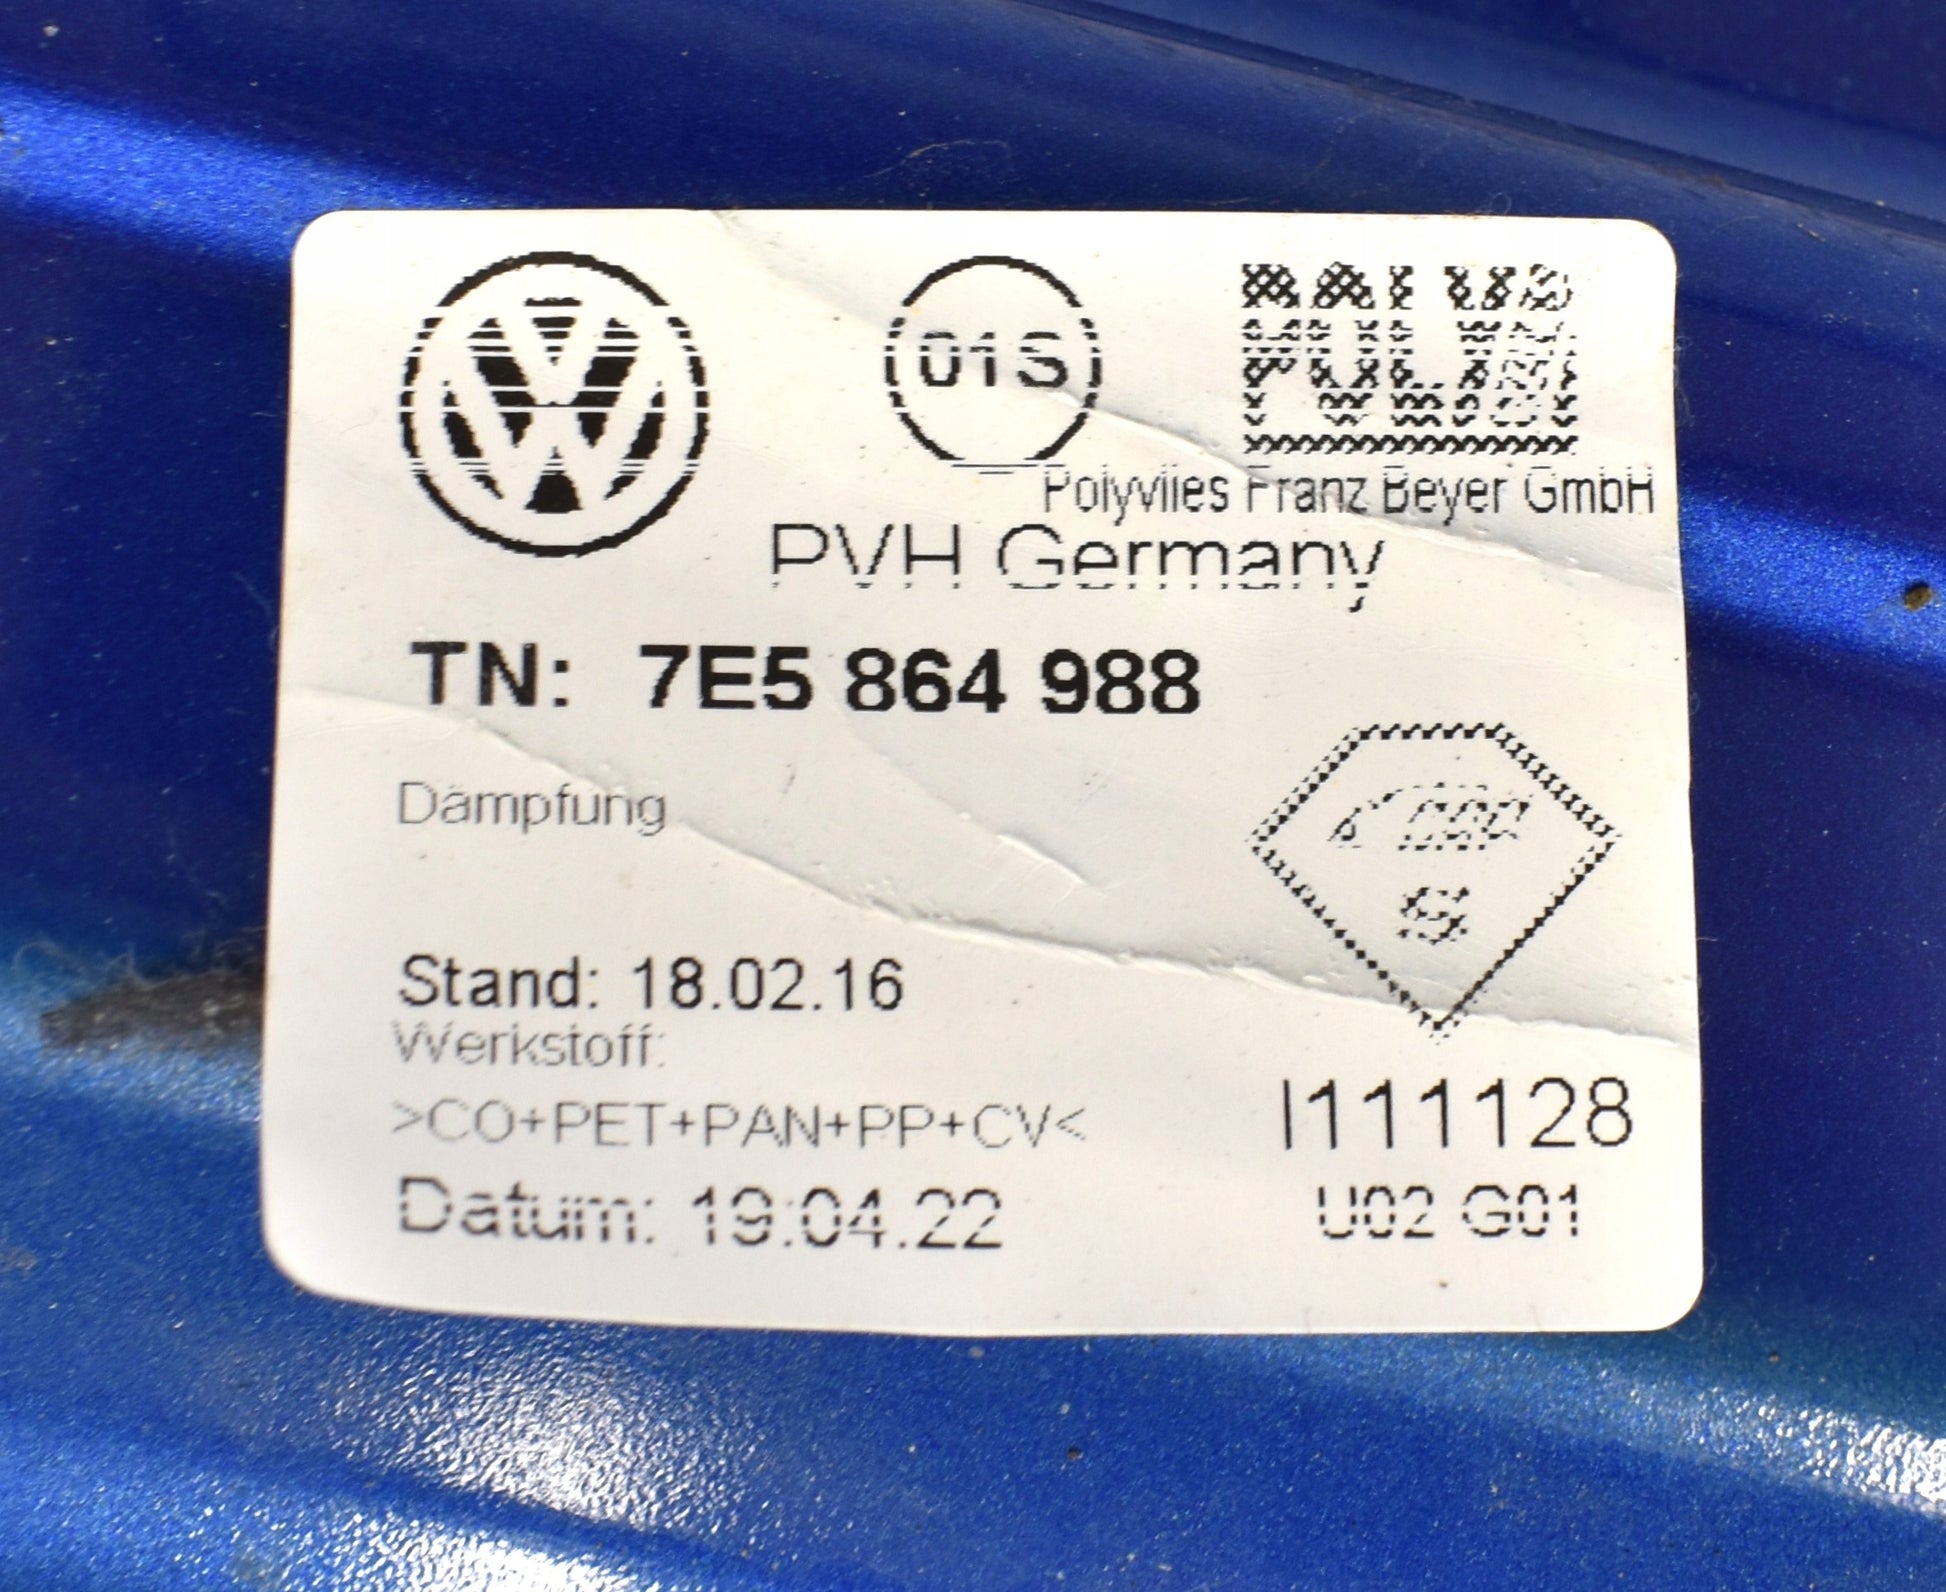 01S
Polyvlies Franz Beyer GmbH
PVH Germany
TN: 7E5 864 988
Dämpfung
S
Stand: 18.02.16
Werkstoff:
>CO+PET+PAN+PP+CV<
I111128
Datum: 19.04.22
U02 G01